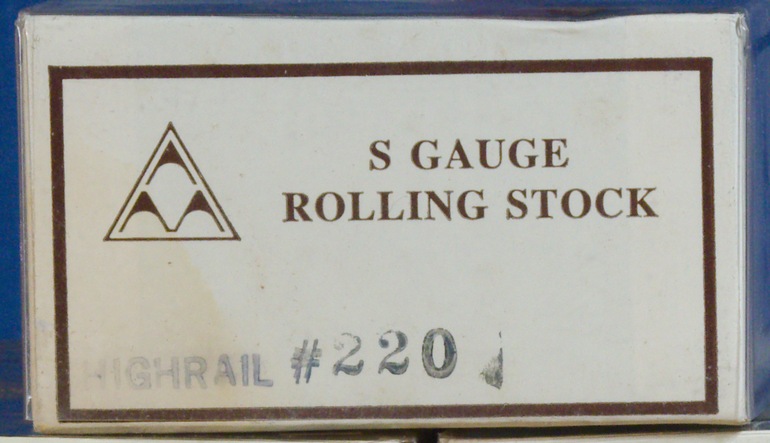 S GAUGE
ROLLING STOCK
HIGHRAIL #220